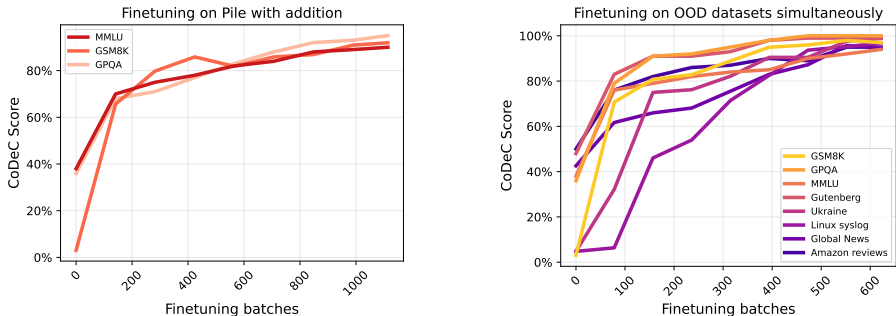 Finetuning on Pile with addition
CoDeC Score
80%
60%
40%
20%
0%
MMLU
GSM8K
GPQA
0
200
400
600
800
1000
Finetuning batches
Finetuning on OOD datasets simultaneously
CoDeC Score
100%
80%
60%
40%
20%
0%
GSM8K
GPQA
MMLU
Gutenberg
Ukraine
Linux syslog
Global News
Amazon reviews
0
100
200
300
400
500
600
Finetuning batches